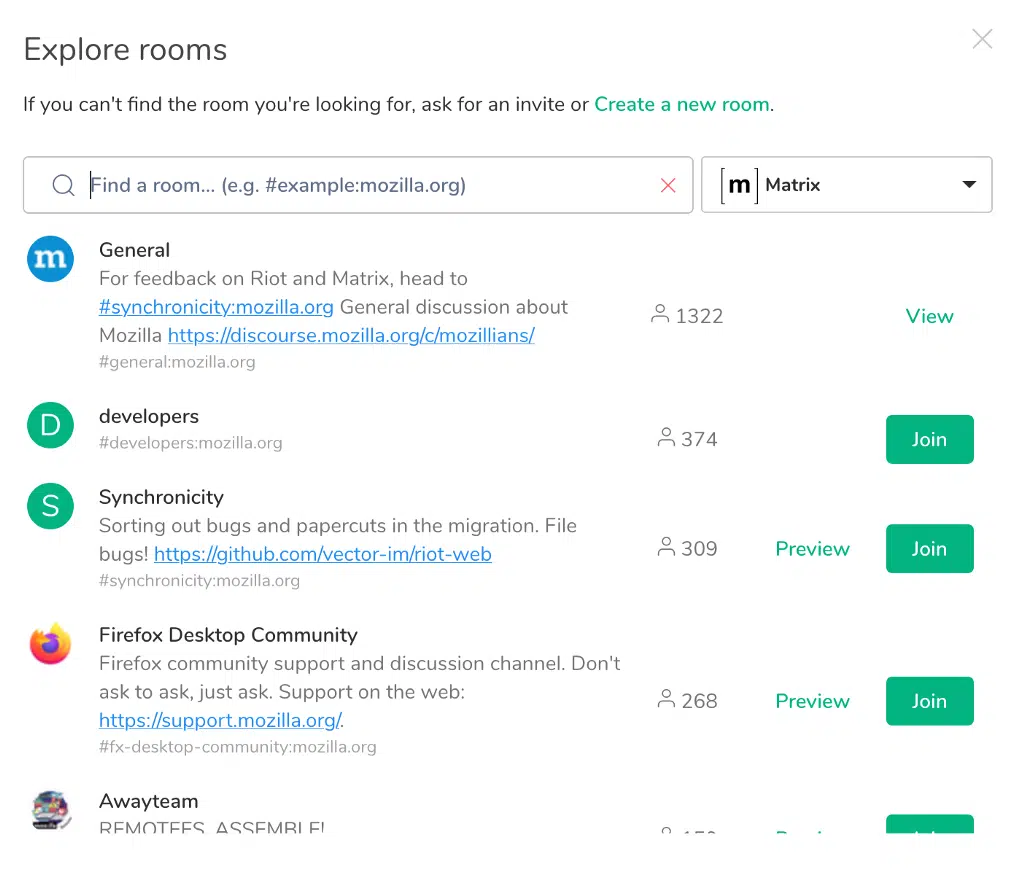 Explore rooms
If you can't find the room you're looking for, ask for an invite or Create a new room.
Find a room... (e.g. #example:mozilla.org)
[m] Matrix
m
General
For feedback on Riot and Matrix, head to
#synchronicity:mozilla.org General discussion about
Mozilla https://discourse.mozilla.org/c/mozillians/
#general:mozilla.org
1322
View
D
developers
#developers:mozilla.org
374
Join
S
Synchronicity
Sorting out bugs and papercuts in the migration. File
bugs! https://github.com/vector-im/riot-web
#synchronicity:mozilla.org
309
Preview
Join
Firefox Desktop Community
Firefox community support and discussion channel. Don't
ask to ask, just ask. Support on the web:
https://support.mozilla.org/.
#fx-desktop-community:mozilla.org
268
Preview
Join
Awayteam
REMOTEES, ASSEMBLE!